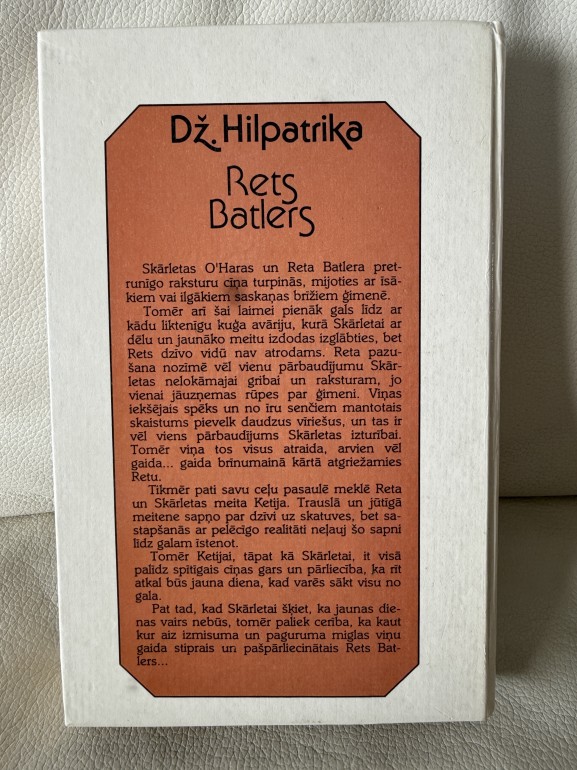 Dž. Hilpatrika
Rets
Batlers
Skārletas O'Haras un Reta Batlera pret-
runīgo raksturu cīņa turpinās, mijoties ar īsā-
kiem vai ilgākiem saskaņas brīžiem ģimenē.
Tomēr arī šai laimei pienāk gals līdz ar
kādu liktenīgu kuģa avāriju, kurā Skārletai ar
dēlu un jaunāko meitu izdodas izglābties, bet
Rets dzīvo vidū nav atrodams. Reta pazu-
šana nozīmē vēl vienu pārbaudījumu Skār-
letas nelokāmajai gribai un raksturam, jo
vienai jāuzņemas rūpes par ģimeni. Viņas
iekšējais spēks un no īru senčiem mantotais
skaistums pievelk daudzus vīriešus, un tas ir
vēl viens pārbaudījums Skārletas izturībai.
Tomēr viņa tos visus atraida, arvien vēl
gaida... gaida brīnumainā kārtā atgriežamies
Retu.
Tikmēr pati savu ceļu pasaulē meklē Reta
un Skārletas meita Ketija. Trauslā un jūtīgā
meitene sapņo par dzīvi uz skatuves, bet sa-
stapšanās ar pelēcīgo realitāti neļauj šo sapni
līdz galam īstenot.
Tomēr Ketijai, tāpat kā Skārletai, it visā
palīdz spītīgais cīņas gars un pārliecība, ka rīt
atkal būs jauna diena, kad varēs sākt visu no
gala.
Pat tad, kad Skārletai šķiet, ka jaunas die-
nas vairs nebūs, tomēr paliek cerība, ka kaut
kur aiz izmisuma un paguruma miglas viņu
gaida stiprais un pašpārliecinātais Rets Bat-
lers...